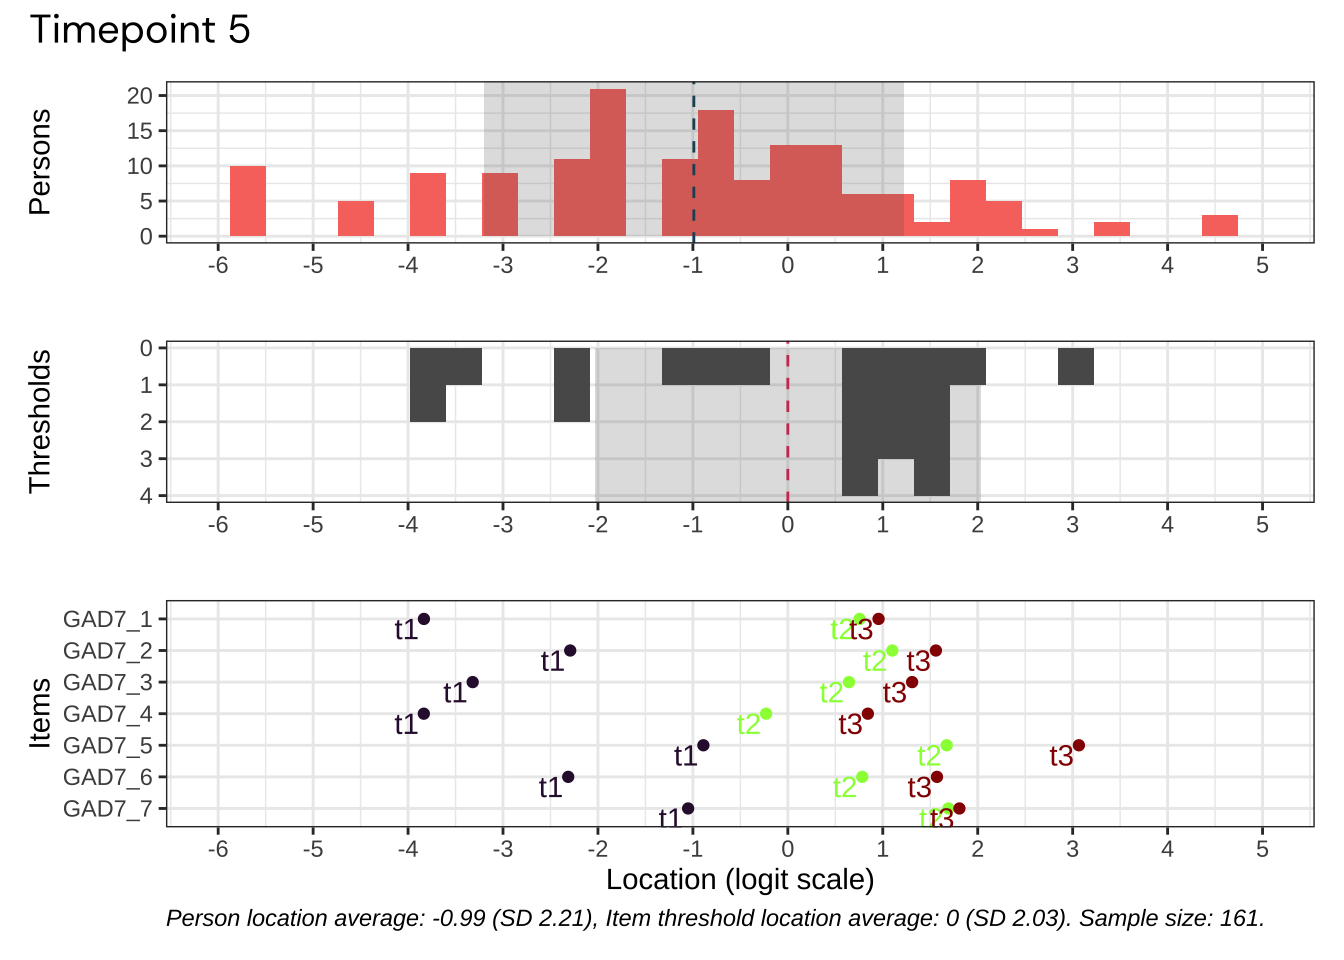 Timepoint 5
Persons
20
15
10
5
0
-6 -5 -4 -3 -2 -1 0 1 2 3 4 5
Thresholds
0
1
2
3
4
-6 -5 -4 -3 -2 -1 0 1 2 3 4 5
Items
GAD7_1 t1 t2 t3
GAD7_2 t1 t2 t3
GAD7_3 t1 t2 t3
GAD7_4 t1 t2 t3
GAD7_5 t1 t2 t3
GAD7_6 t1 t2 t3
GAD7_7 t1 t2 t3
-6 -5 -4 -3 -2 -1 0 1 2 3 4 5
Location (logit scale)
Person location average: -0.99 (SD 2.21), Item threshold location average: 0 (SD 2.03). Sample size: 161.